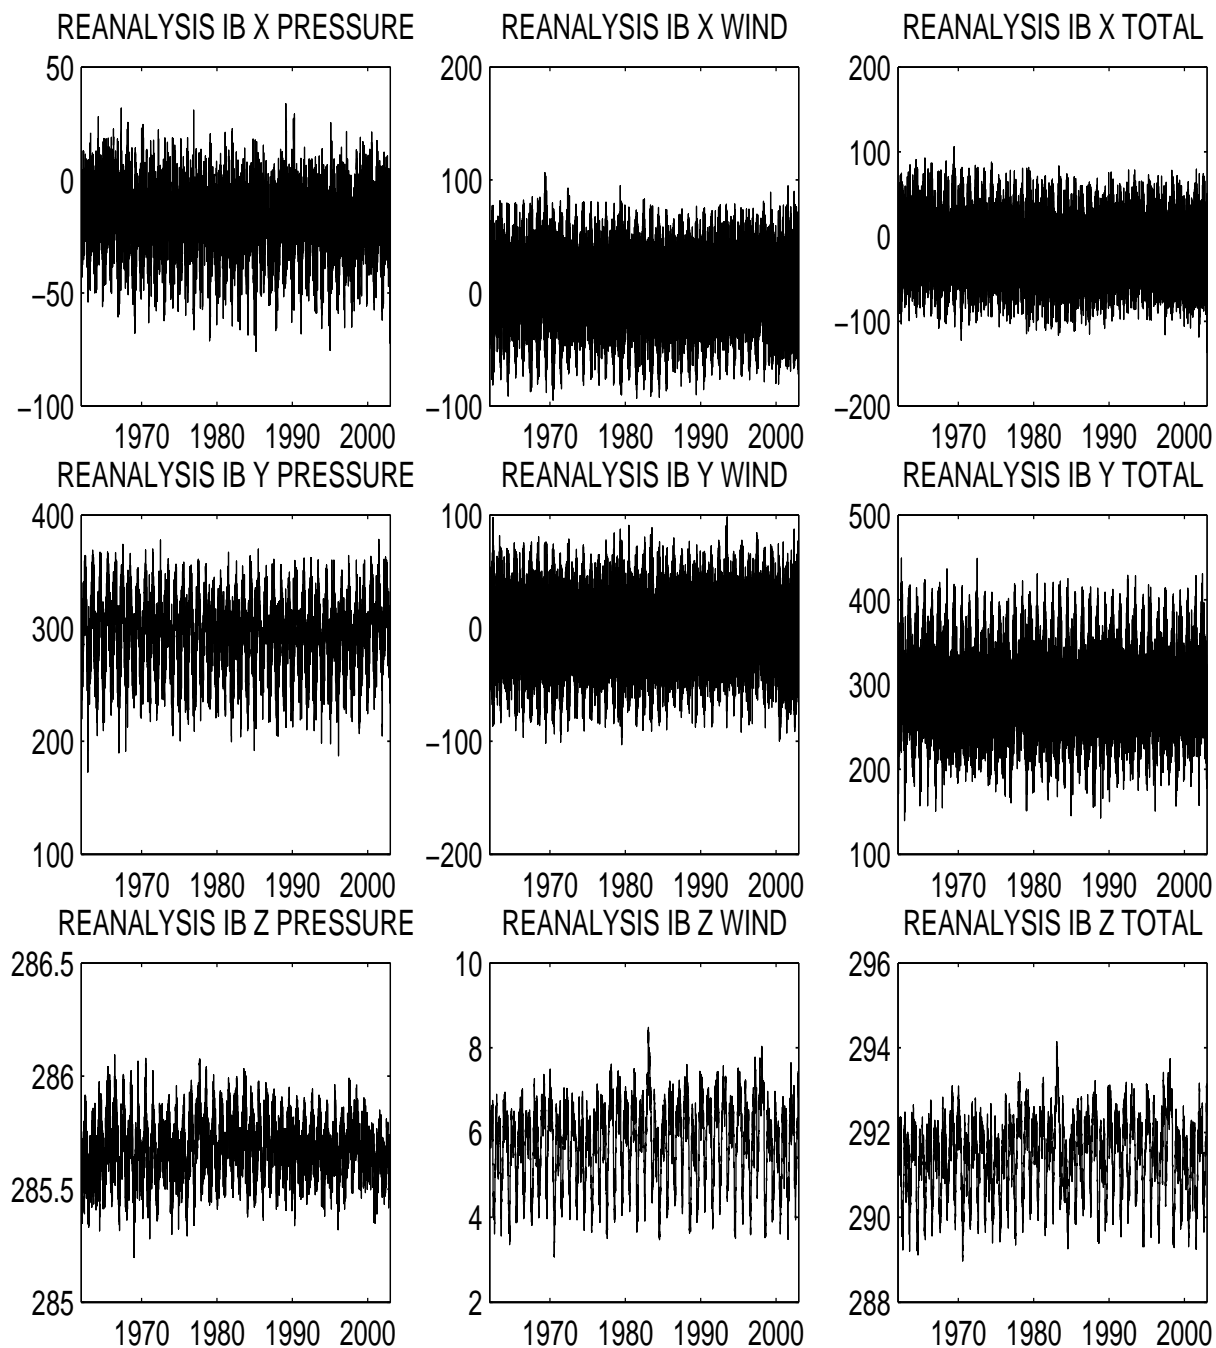 REANALYSIS IB X PRESSURE
REANALYSIS IB X WIND
REANALYSIS IB X TOTAL
50
0
−50
−100
1970 1980 1990 2000
200
100
0
−100
1970 1980 1990 2000
200
100
0
−100
−200
1970 1980 1990 2000
REANALYSIS IB Y PRESSURE
REANALYSIS IB Y WIND
REANALYSIS IB Y TOTAL
400
300
200
100
1970 1980 1990 2000
100
0
−100
−200
1970 1980 1990 2000
500
400
300
200
100
1970 1980 1990 2000
REANALYSIS IB Z PRESSURE
REANALYSIS IB Z WIND
REANALYSIS IB Z TOTAL
286.5
286
285.5
285
1970 1980 1990 2000
10
8
6
4
2
1970 1980 1990 2000
296
294
292
290
288
1970 1980 1990 2000